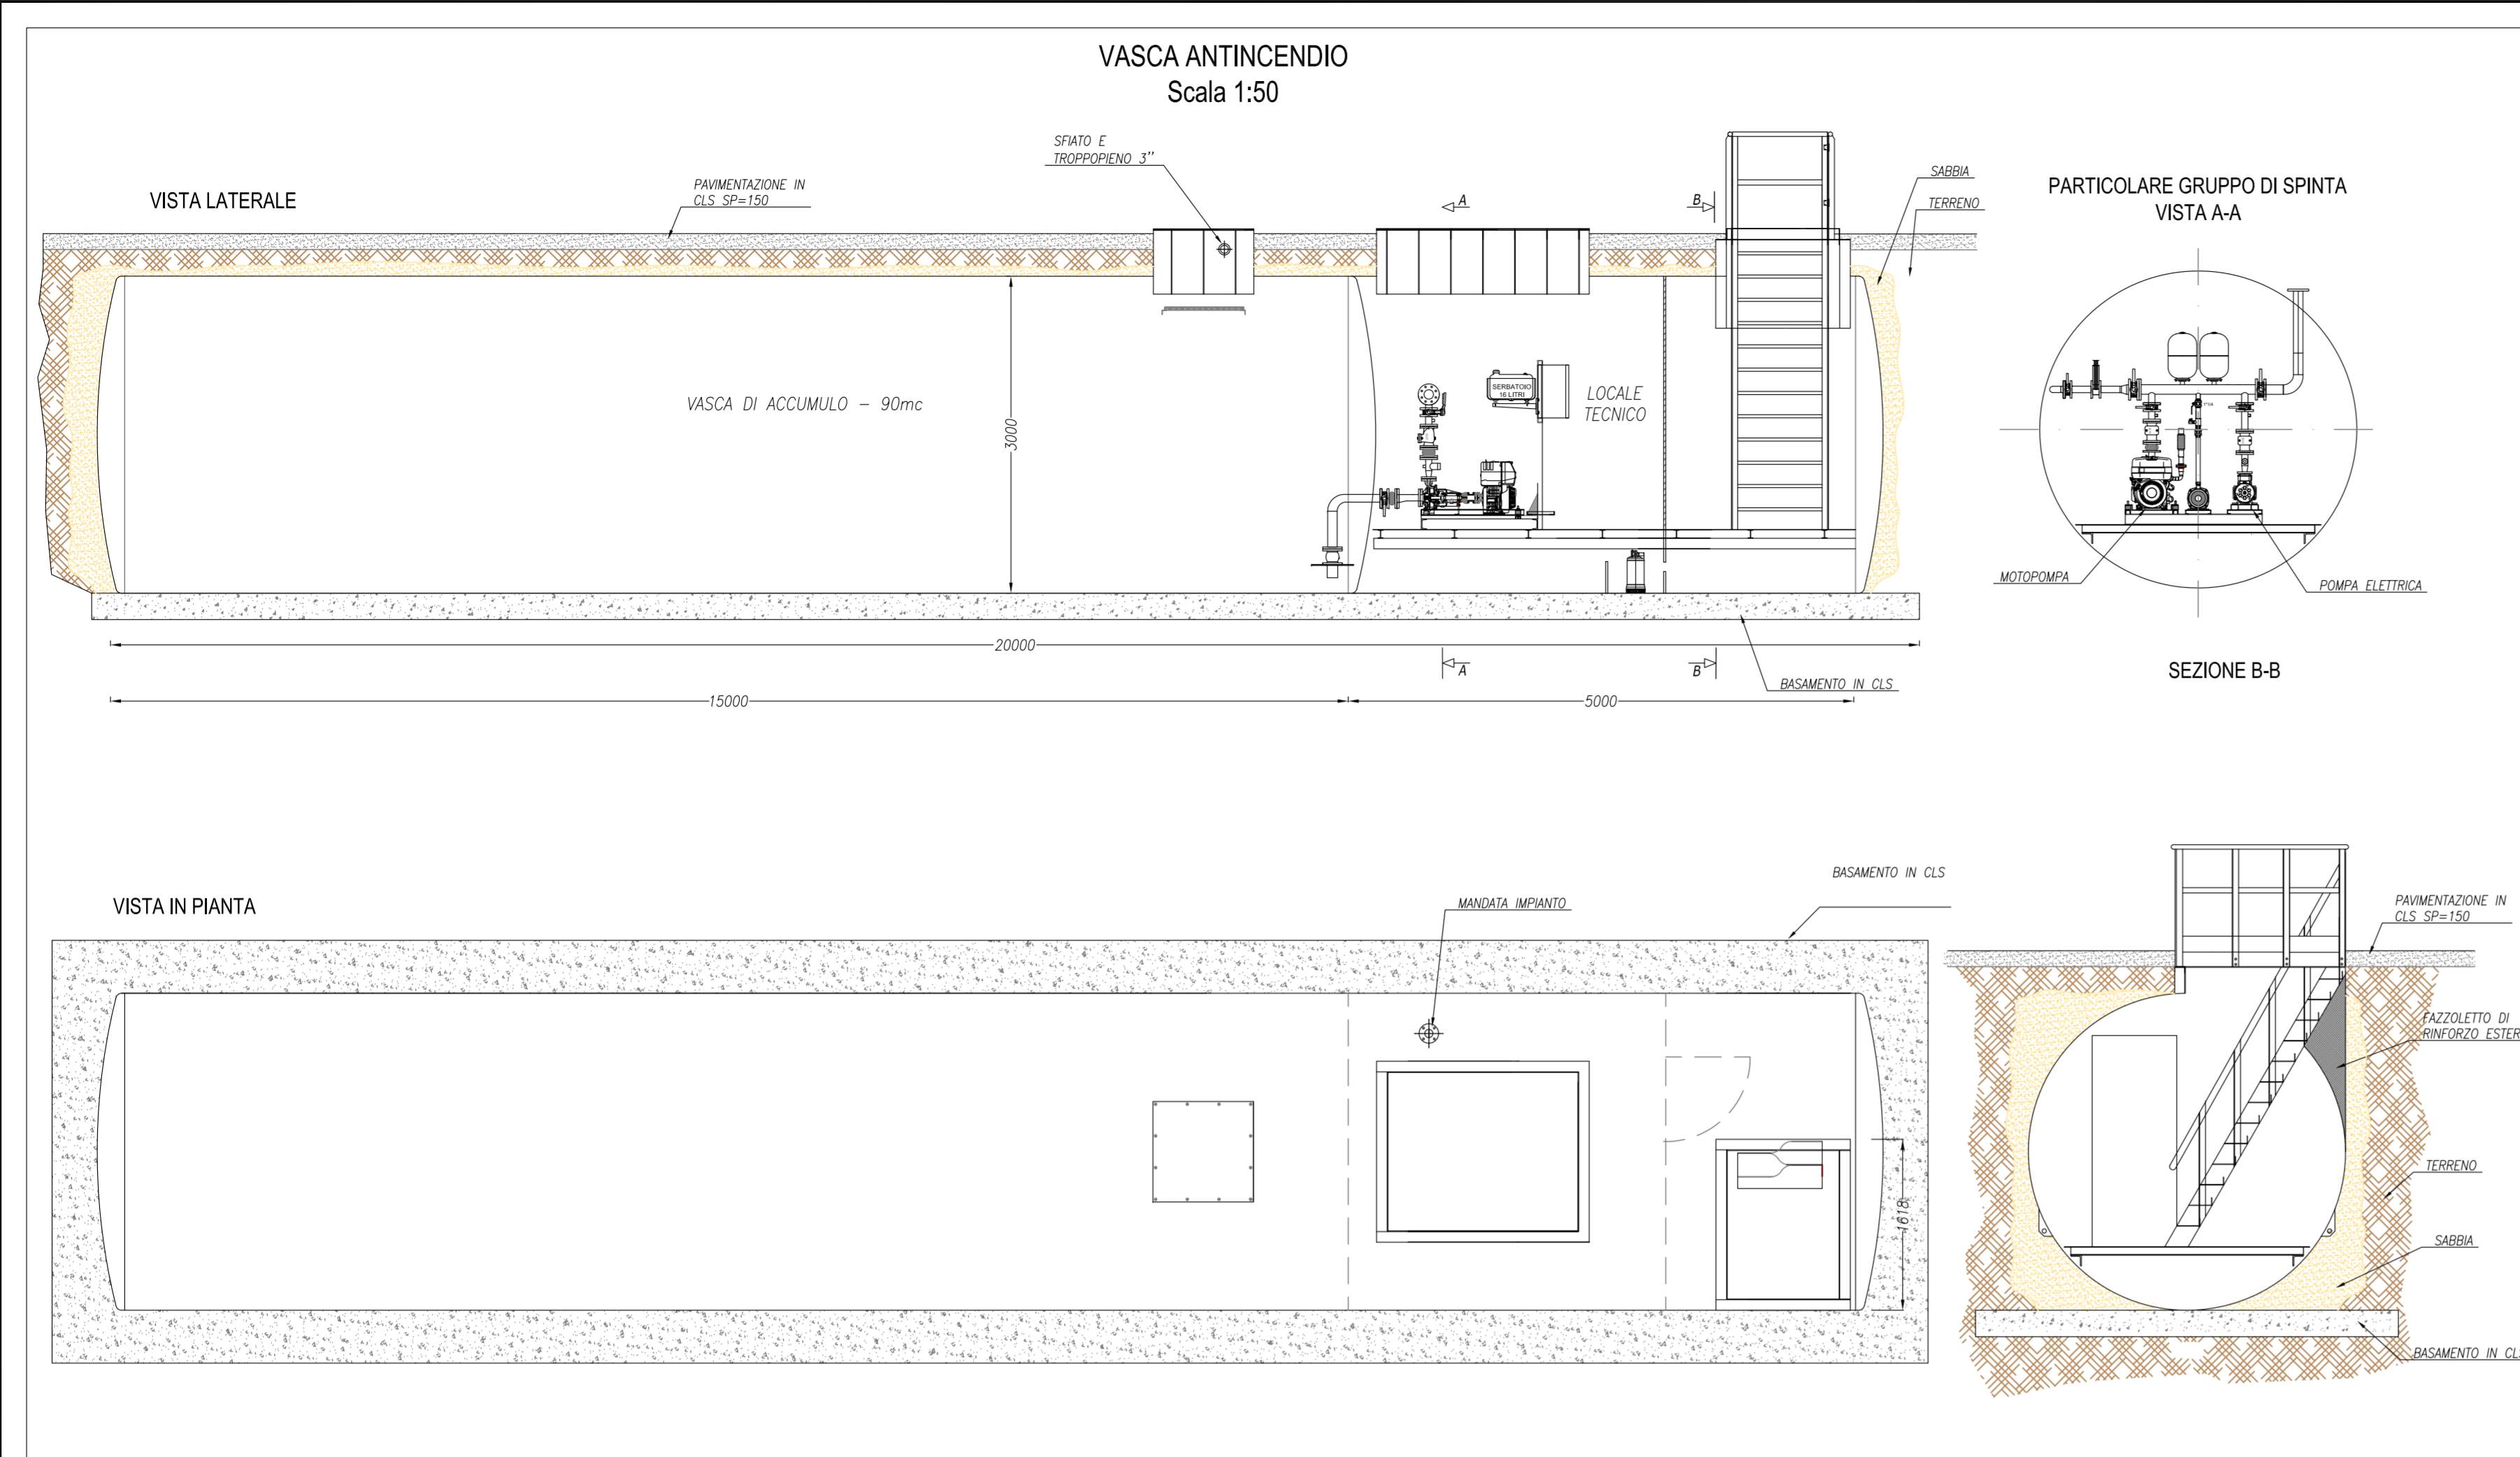 VASCA ANTINCENDIO
Scala 1:50
VISTA LATERALE
PAVIMENTAZIONE IN
CLS SP=150
SFIATO E
TROPPOPIENO 3"
A
B
SABBIA
TERRENO
VASCA DI ACCUMULO - 90mc
3000
SERBATOIO
16 LITRI
LOCALE
TECNICO
20000
A
B
BASAMENTO IN CLS
15000
5000
PARTICOLARE GRUPPO DI SPINTA
VISTA A-A
MOTOPOMPA
POMPA ELETTRICA
SEZIONE B-B
VISTA IN PIANTA
MANDATA IMPIANTO
BASAMENTO IN CLS
1618
PAVIMENTAZIONE IN
CLS SP=150
FAZZOLETTO DI
RINFORZO ESTER
TERRENO
SABBIA
BASAMENTO IN CL